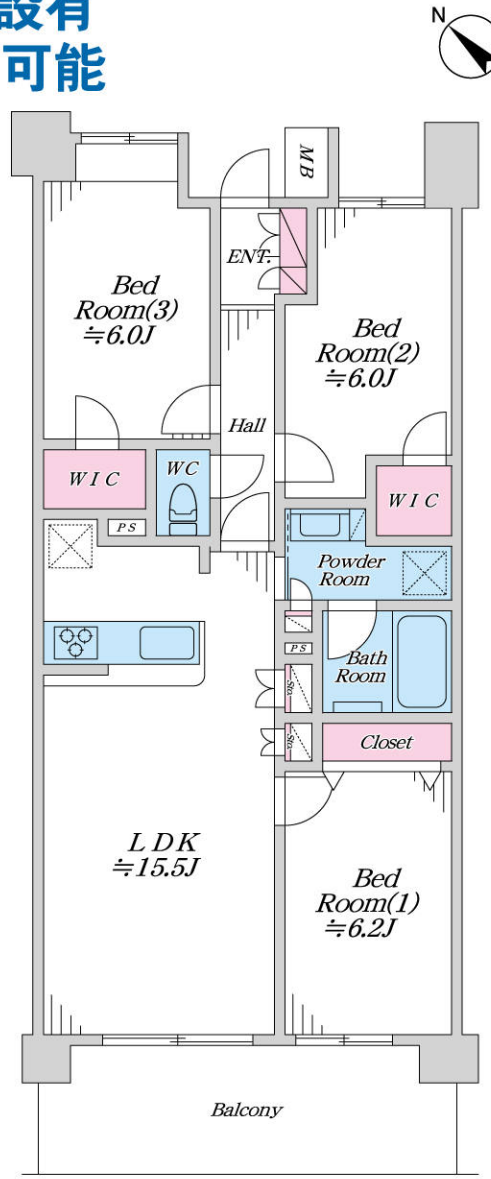 設有
可能
N
MB
ENT.
Bed
Room(3)
≒6.0J
Bed
Room(2)
≒6.0J
Hall
WIC
WC
WIC
PS
Powder
Room
PS
Bath
Room
Sto.
Sto.
Closet
LDK
≒15.5J
Bed
Room(1)
≒6.2J
Balcony